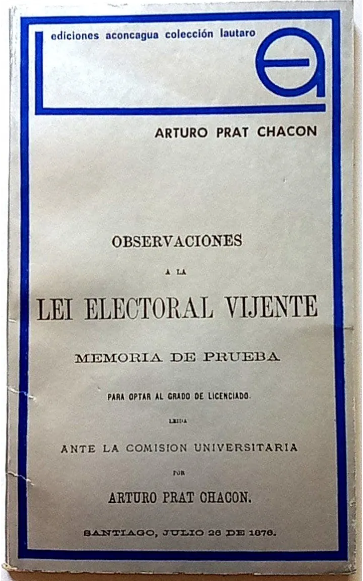 ediciones aconcagua colección lautaro
ea
ARTURO PRAT CHACON
OBSERVACIONES
A LA
LEI ELECTORAL VIJENTE
MEMORIA DE PRUEBA
PARA OPTAR AL GRADO DE LICENCIADO.
LEIDA
ANTE LA COMISION UNIVERSITARIA
POR
ARTURO PRAT CHACON.
SANTIAGO, JULIO 26 DE 1876.